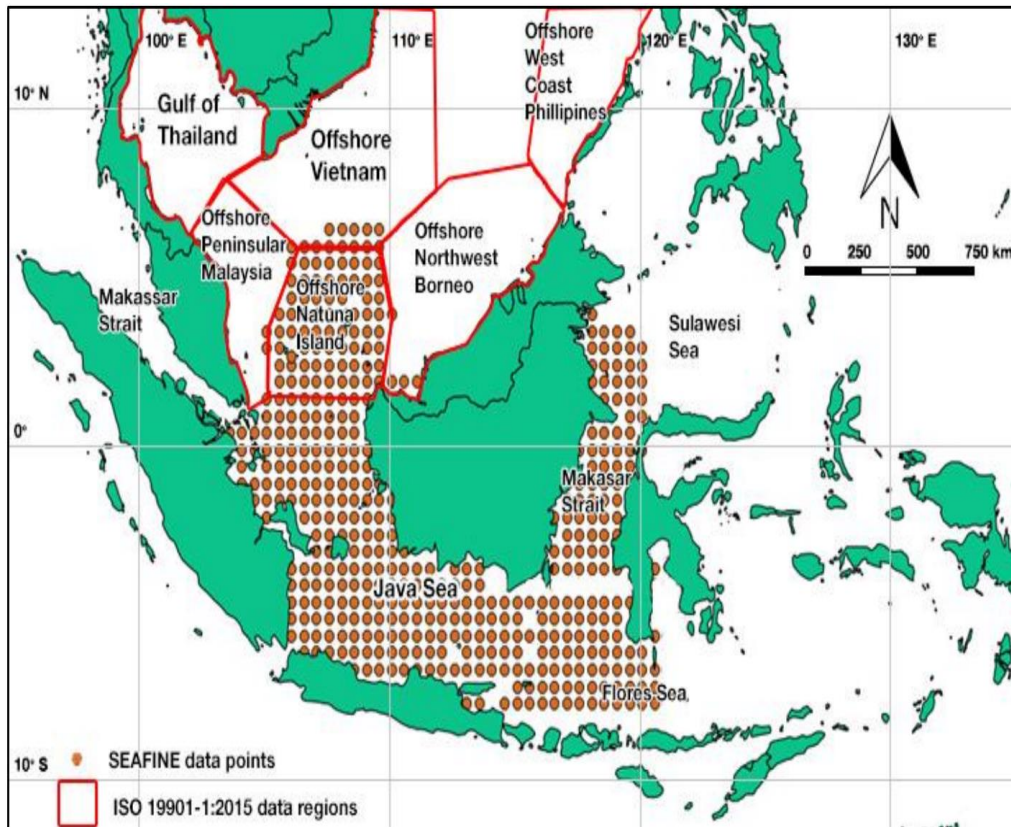 100° E
110° E
120° E
130° E
10° N
0°
10° S
Gulf of
Thailand
Offshore
Vietnam
Offshore
West
Coast
Phillipines
Offshore
Peninsular
Malaysia
Offshore
Natuna
Island
Offshore
Northwest
Borneo
Makassar
Strait
N
0 250 500 750 km
Sulawesi
Sea
Makasar
Strait
Java Sea
Flores Sea
SEAFINE data points
ISO 19901-1:2015 data regions